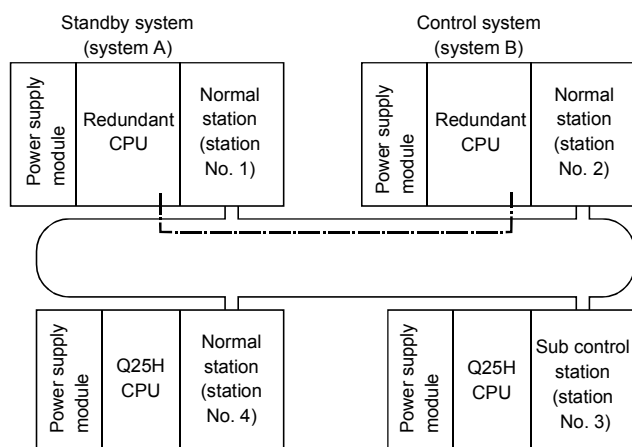 Standby system
(system A)
Control system
(system B)
Power supply
module
Redundant
CPU
Normal
station
(station
No. 1)
Power supply
module
Redundant
CPU
Normal
station
(station
No. 2)
Power supply
module
Q25H
CPU
Normal
station
(station
No. 4)
Power supply
module
Q25H
CPU
Sub control
station
(station
No. 3)